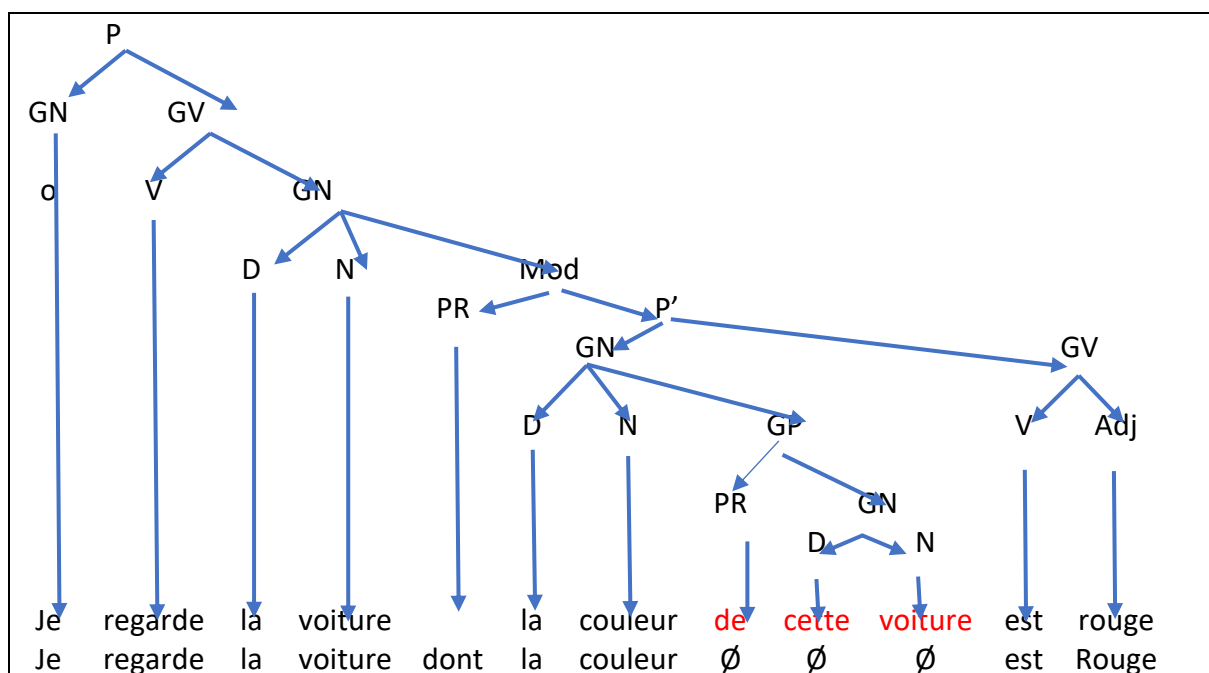 P
GN GV
o V GN
D N Mod
PR P’
GN GV
D N GP V Adj
PR GN
D N
Je regarde la voiture la couleur de cette voiture est rouge
Je regarde la voiture dont la couleur Ø Ø Ø est Rouge